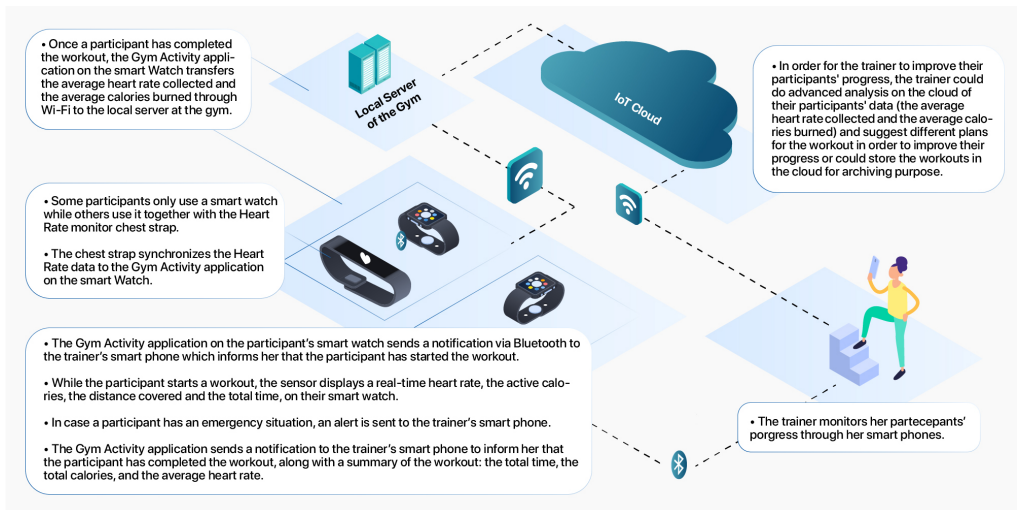 • Once a participant has completed
the workout, the Gym Activity appli-
cation on the smart Watch transfers
the average heart rate collected and
the average calories burned through
Wi-Fi to the local server at the gym.
Local Server
of the Gym
IoT Cloud
• In order for the trainer to improve their
participants' progress, the trainer could
do advanced analysis on the cloud of
their participants' data (the average
heart rate collected and the average calo-
ries burned) and suggest different plans
for the workout in order to improve their
progress or could store the workouts in
the cloud for archiving purpose.
• Some participants only use a smart watch
while others use it together with the Heart
Rate monitor chest strap.
• The chest strap synchronizes the Heart
Rate data to the Gym Activity application
on the smart Watch.
• The Gym Activity application on the participant's smart watch sends a notification via Bluetooth to
the trainer's smart phone which informs her that the participant has started the workout.
• While the participant starts a workout, the sensor displays a real-time heart rate, the active calo-
ries, the distance covered and the total time, on their smart watch.
• In case a participant has an emergency situation, an alert is sent to the trainer's smart phone.
• The Gym Activity application sends a notification to the trainer's smart phone to inform her that
the participant has completed the workout, along with a summary of the workout: the total time, the
total calories, and the average heart rate.
• The trainer monitors her partecepants'
porgress through her smart phones.